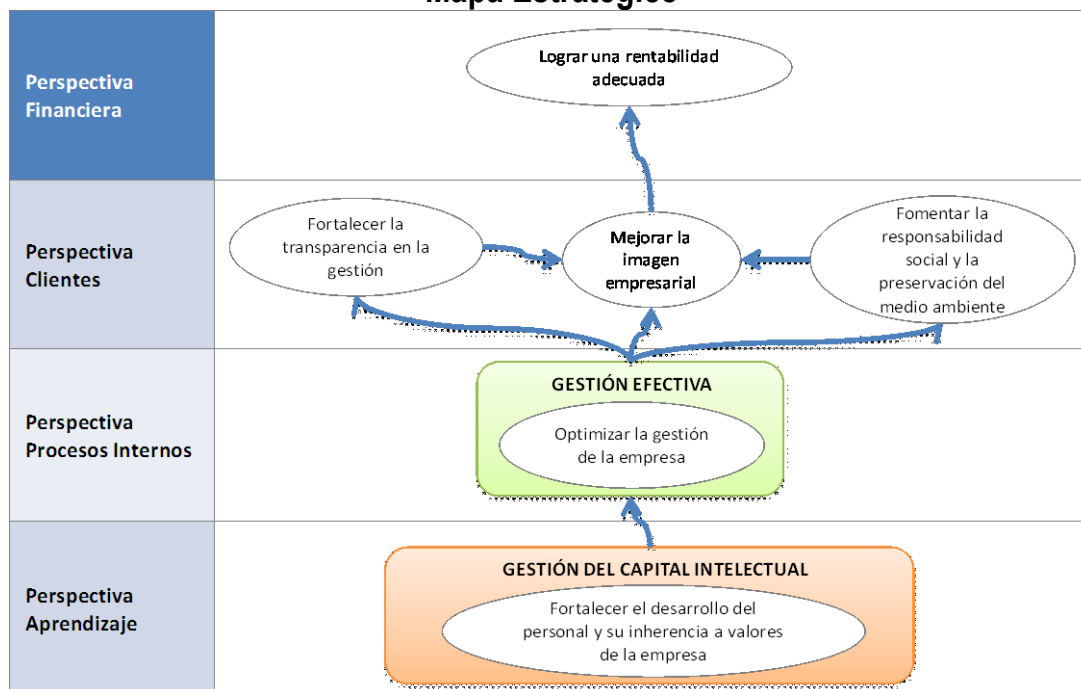 Mapa Estratégico
Perspectiva
Financiera
Lograr una rentabilidad
adecuada
Perspectiva
Clientes
Fortalecer la
transparencia en la
gestión
Mejorar la
imagen
empresarial
Fomentar la
responsabilidad
social y la
preservación del
medio ambiente
Perspectiva
Procesos Internos
GESTIÓN EFECTIVA
Optimizar la gestión
de la empresa
Perspectiva
Aprendizaje
GESTIÓN DEL CAPITAL INTELECTUAL
Fortalecer el desarrollo del
personal y su inherencia a valores
de la empresa